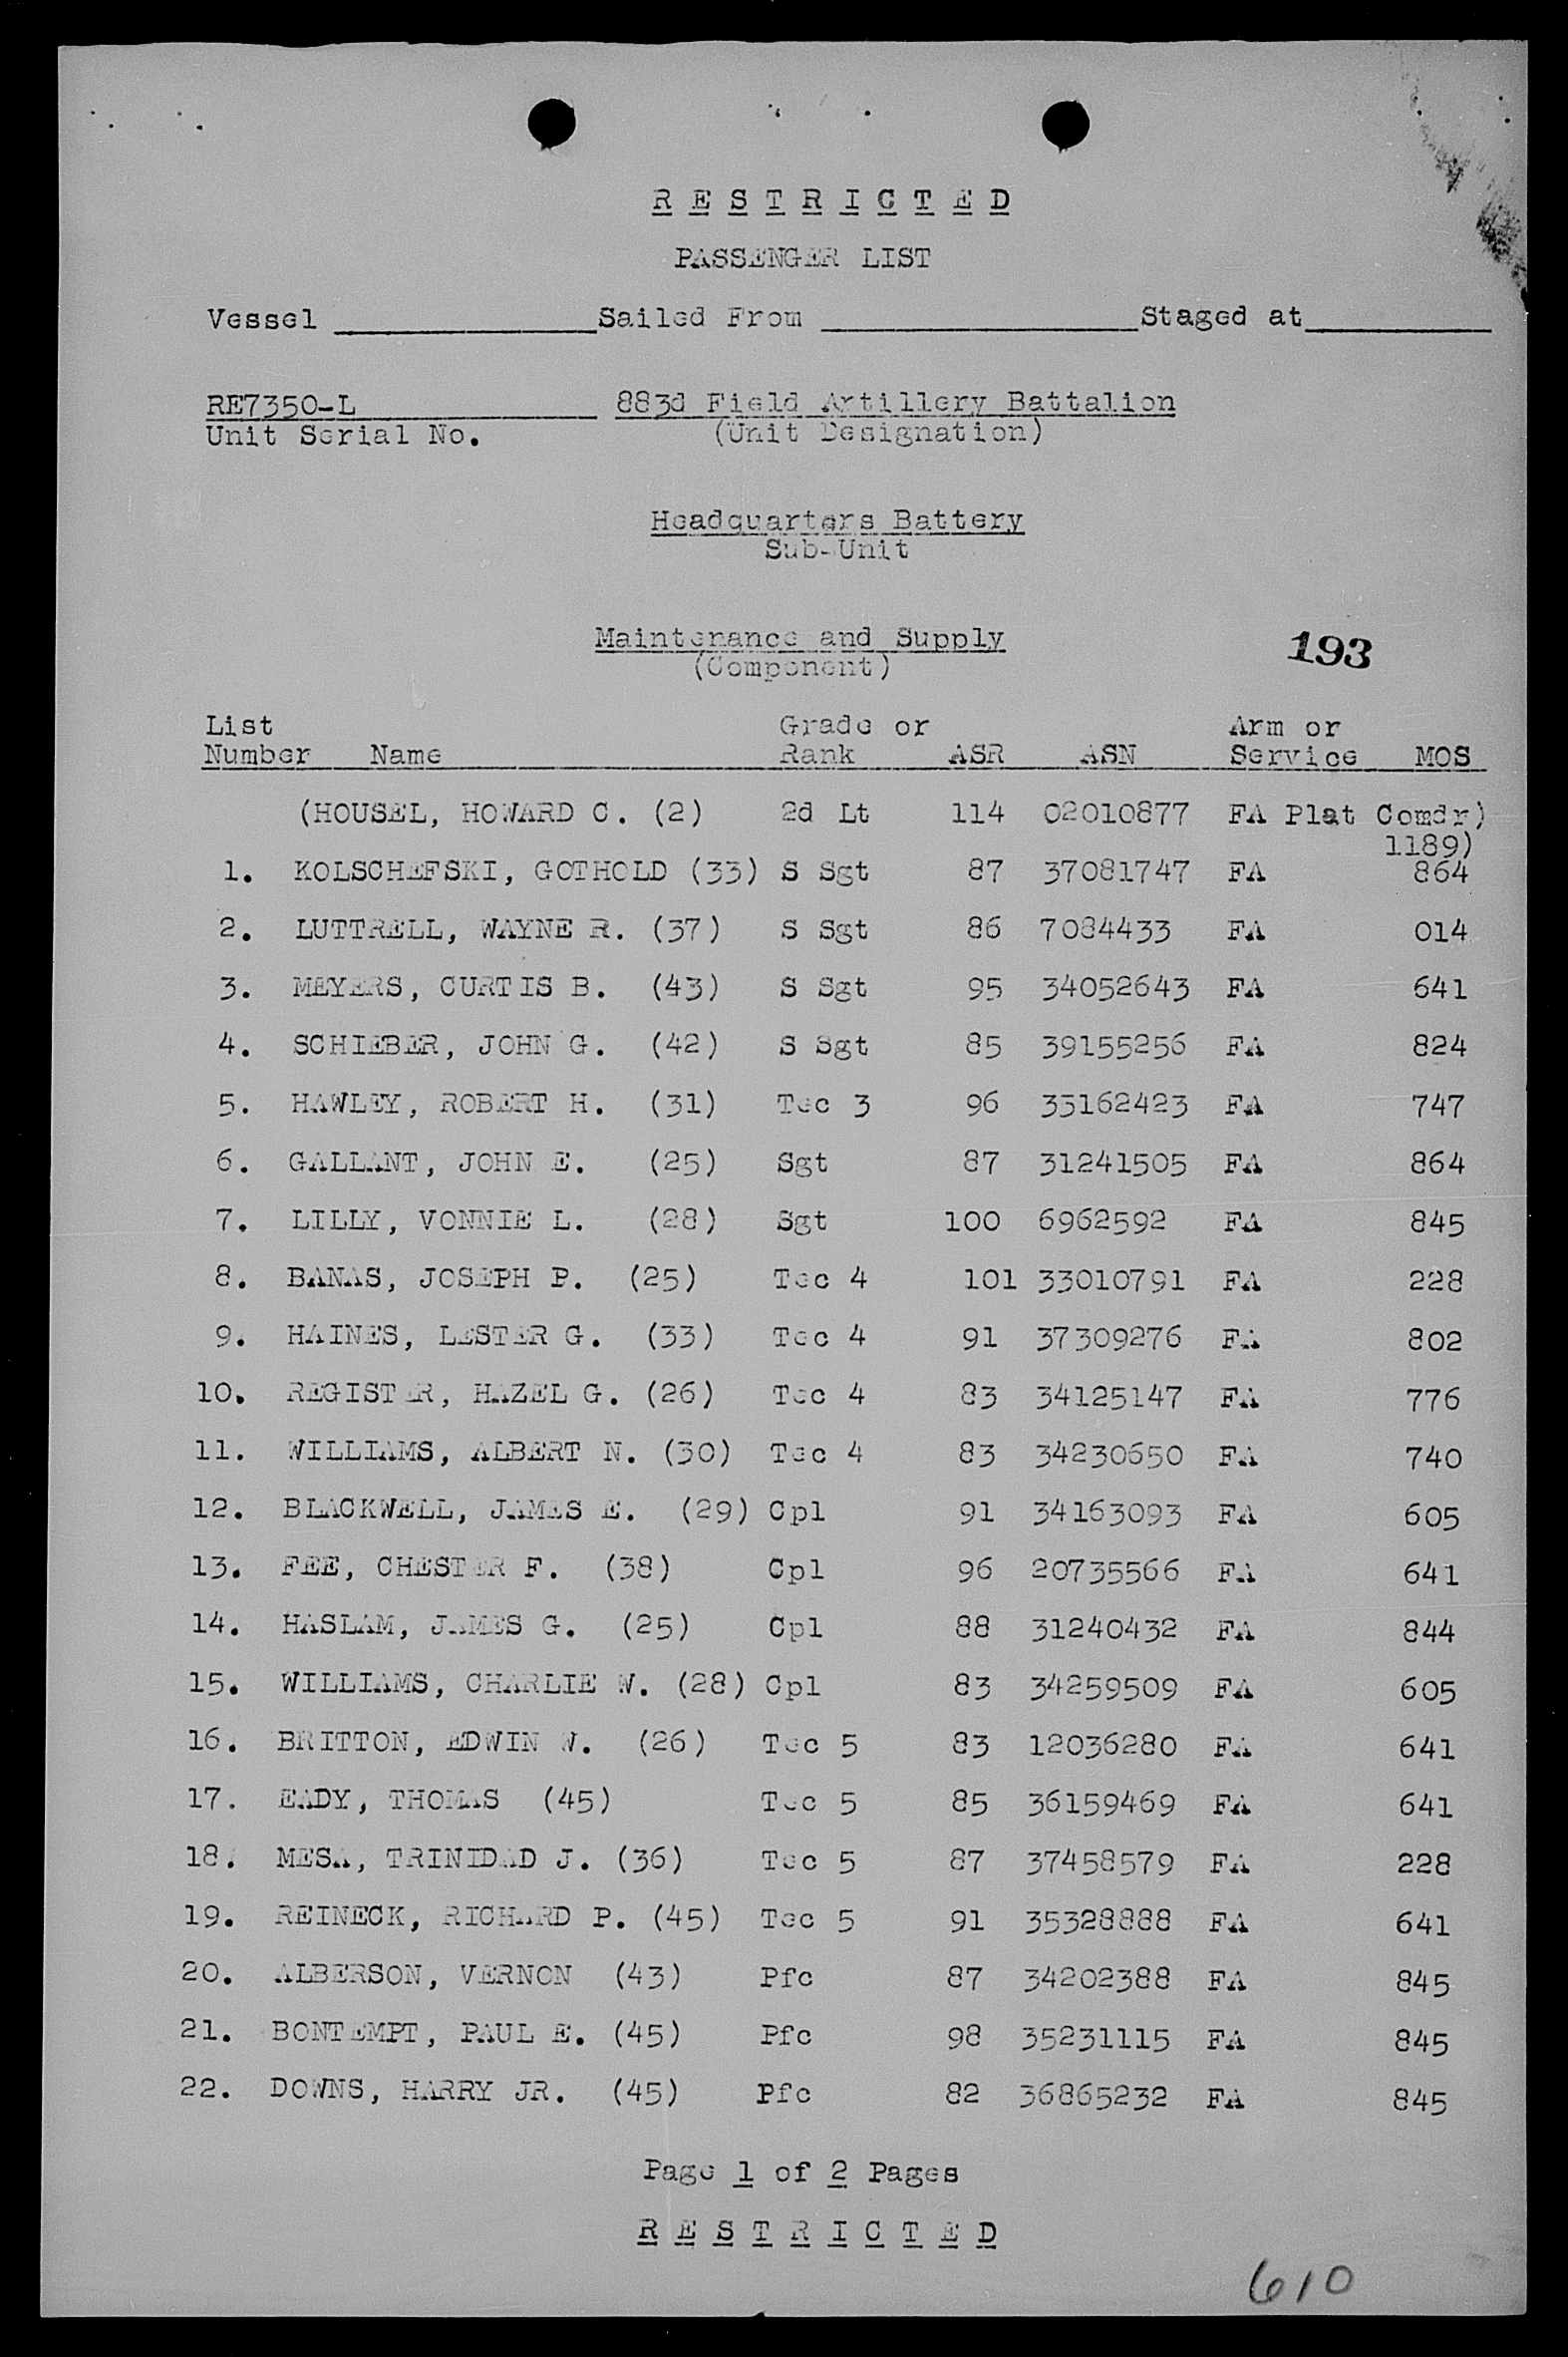 R E S T R I C T E D
PASSENGER LIST
Vessel Sailed From Staged at
RE7350-L 883d Field Artillery Battalion
Unit Serial No. (Unit Designation)
Headquarters Battery
Sub-Unit
Maintenance and Supply 193
(Component)
List Grade or Arm or
Number Name Rank ASR ASN Service MOS
(HOUSEL, HOWARD C. (2) 2d Lt 114 02010877 FA Plat Comdr)
1189)
1. KOLSCHEFSKI, GOTHOLD (33) S Sgt 87 37081747 FA 864
2. LUTTRELL, WAYNE R. (37) S Sgt 86 7084433 FA 014
3. MEYERS, CURTIS B. (43) S Sgt 95 34052643 FA 641
4. SCHIEBER, JOHN G. (42) S Sgt 85 39155256 FA 824
5. HAWLEY, ROBERT H. (31) Tec 3 96 35162423 FA 747
6. GALLANT, JOHN E. (25) Sgt 87 31241505 FA 864
7. LILLY, VONNIE L. (28) Sgt 100 6962592 FA 845
8. BANAS, JOSEPH P. (25) Tec 4 101 33010791 FA 228
9. HAINES, LESTER G. (33) Tec 4 91 37309276 FA 802
10. REGISTER, HAZEL G. (26) Tec 4 83 34125147 FA 776
11. WILLIAMS, ALBERT N. (30) Tec 4 83 34230650 FA 740
12. BLACKWELL, JAMES E. (29) Cpl 91 34163093 FA 605
13. FEE, CHESTER F. (38) Cpl 96 20735566 FA 641
14. HASLAM, JAMES G. (25) Cpl 88 31240432 FA 844
15. WILLIAMS, CHARLIE W. (28) Cpl 83 34259509 FA 605
16. BRITTON, EDWIN W. (26) Tec 5 83 12036280 FA 641
17. EADY, THOMAS (45) Tec 5 85 36159469 FA 641
18. MESA, TRINIDAD J. (36) Tec 5 87 37458579 FA 228
19. REINECK, RICHARD P. (45) Tec 5 91 35328888 FA 641
20. ALBERSON, VERNON (43) Pfc 87 34202388 FA 845
21. BONTEMPT, PAUL E. (45) Pfc 98 35231115 FA 845
22. DOWNS, HARRY JR. (45) Pfc 82 36865232 FA 845
Page 1 of 2 Pages
R E S T R I C T E D
610